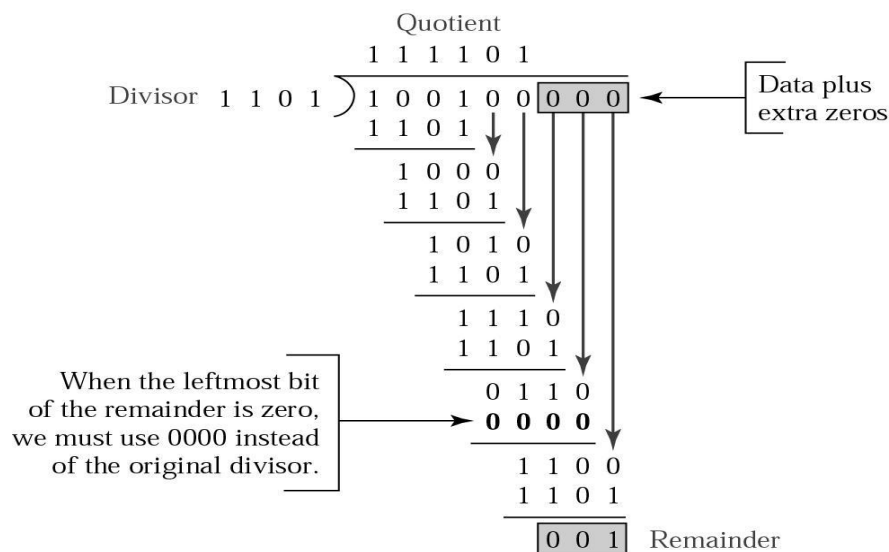 Quotient
1 1 1 1 0 1
Divisor 1 1 0 1 1 0 0 1 0 0 0 0 0
Data plus
extra zeros
1 1 0 1
1 0 0 0
1 1 0 1
1 0 1 0
1 1 0 1
1 1 1 0
1 1 0 1
When the leftmost bit
of the remainder is zero,
we must use 0000 instead
of the original divisor.
0 1 1 0
0 0 0 0
1 1 0 0
1 1 0 1
0 0 1 Remainder